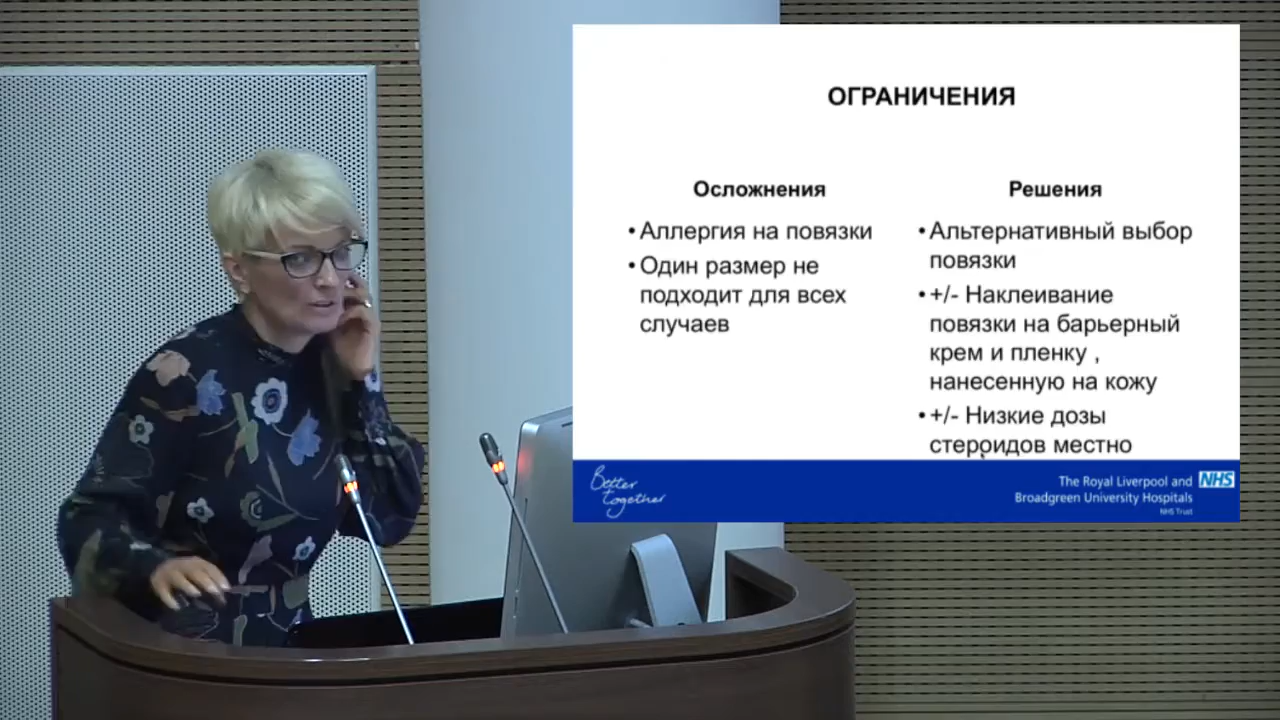 ОГРАНИЧЕНИЯ
Осложнения
• Аллергия на повязки
• Один размер не
подходит для всех
случаев
Решения
• Альтернативный выбор
повязки
• +/- Наклеивание
повязки на барьерный
крем и пленку ,
нанесенную на кожу
• +/- Низкие дозы
стероидов местно
Better
together
The Royal Liverpool and NHS
Broadgreen University Hospitals
NHS Trust